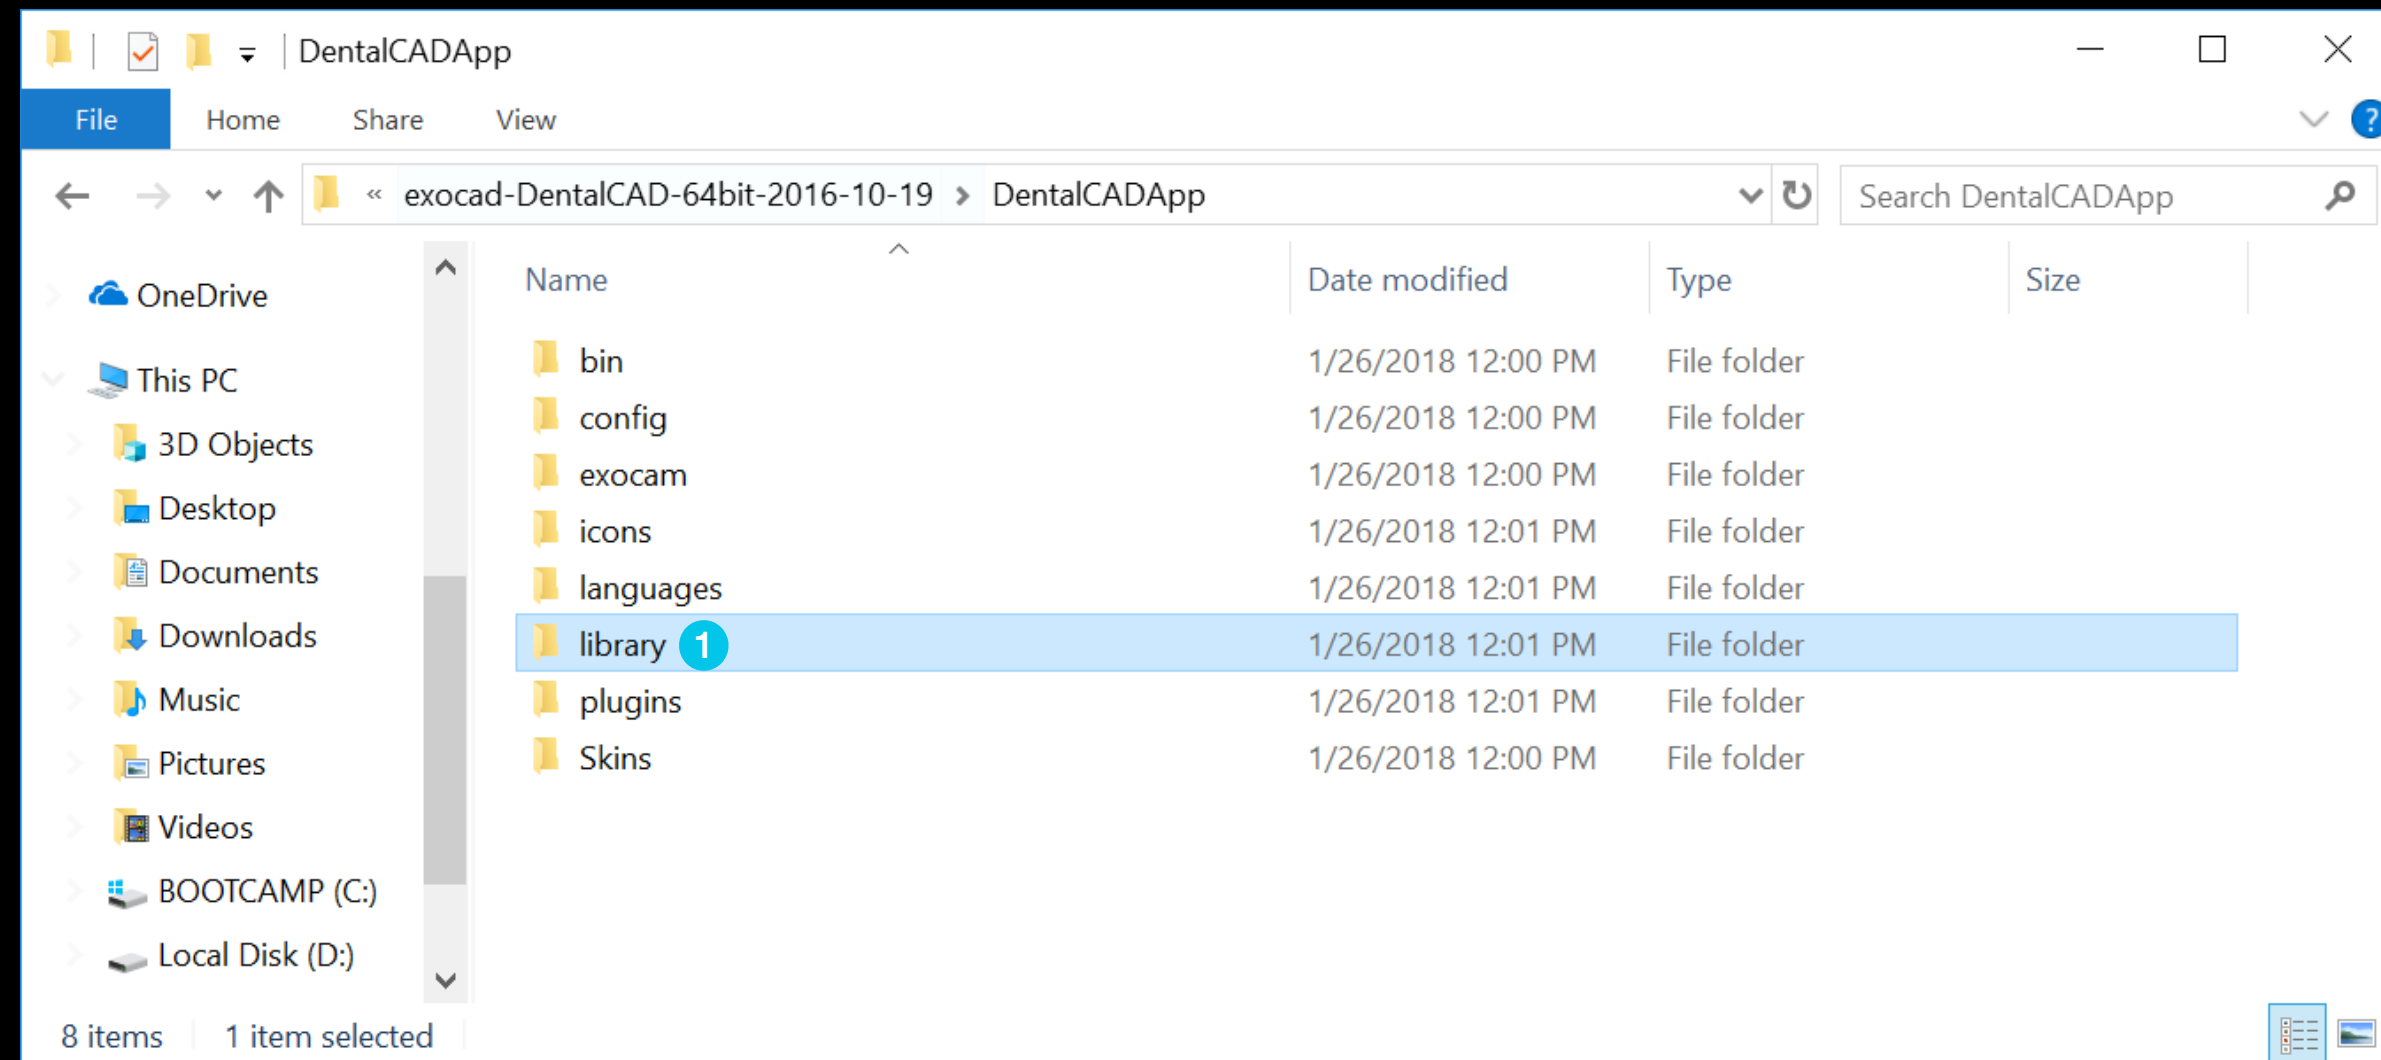 DentalCADApp
File Home Share View ?
« exocad-DentalCAD-64bit-2016-10-19 > DentalCADApp Search DentalCADApp
Name Date modified Type Size
OneDrive
This PC
3D Objects
Desktop
Documents
Downloads
Music
Pictures
Videos
BOOTCAMP (C:)
Local Disk (D:)
bin 1/26/2018 12:00 PM File folder
config 1/26/2018 12:00 PM File folder
exocam 1/26/2018 12:00 PM File folder
icons 1/26/2018 12:01 PM File folder
languages 1/26/2018 12:01 PM File folder
library 1 1/26/2018 12:01 PM File folder
plugins 1/26/2018 12:01 PM File folder
Skins 1/26/2018 12:00 PM File folder
8 items 1 item selected